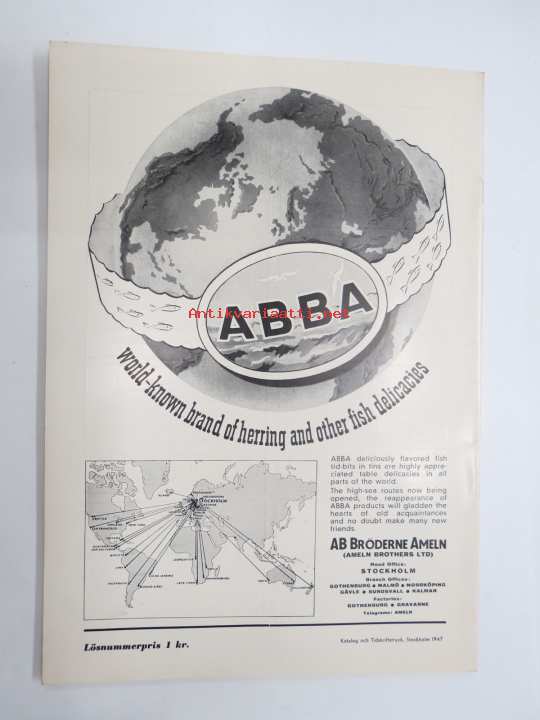 ABBA
Antikvariaatti.net
world-known brand of herring and other fish delicacies
ABBA deliciously flavored fish
tid-bits in tins are highly appre-
ciated table delicacies in all
parts of the world.
The high-sea routes now being
opened, the reappearance of
ABBA products will gladden the
hearts of old acquaintances
and no doubt make many new
friends.
STOCKHOLM
AB BRÖDERNE AMELN
(AMELN BROTHERS LTD)
Head Office:
STOCKHOLM
Branch Offices:
GOTHENBURG ● MALMÖ ● NORRKÖPING
GÄVLE ● SUNDSVALL ● KALMAR
Factories:
GOTHENBURG ● GRAVARNE
Telegrams: AMELN
Lösnummerpris 1 kr.
Katalog och Tidskriftstryck, Stockholm 1947